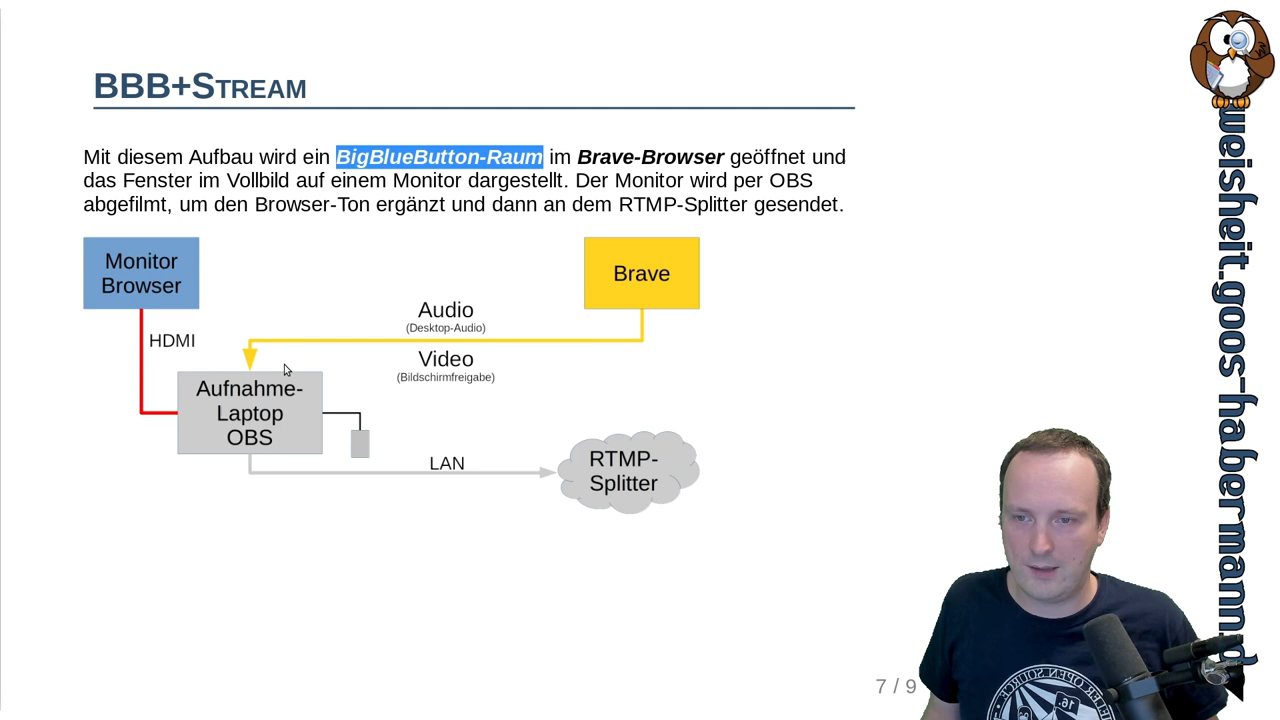 BBB+Stream
Mit diesem Aufbau wird ein BigBlueButton-Raum im Brave-Browser geöffnet und
das Fenster im Vollbild auf einem Monitor dargestellt. Der Monitor wird per OBS
abgefilmt, um den Browser-Ton ergänzt und dann an dem RTMP-Splitter gesendet.
Monitor
Browser
Brave
Audio
(Desktop-Audio)
HDMI
Video
(Bildschirmfreigabe)
Aufnahme-
Laptop
OBS
LAN
RTMP-
Splitter
7 / 9
weisheit.goos-habermann.d
OPEN SOURCE
16.